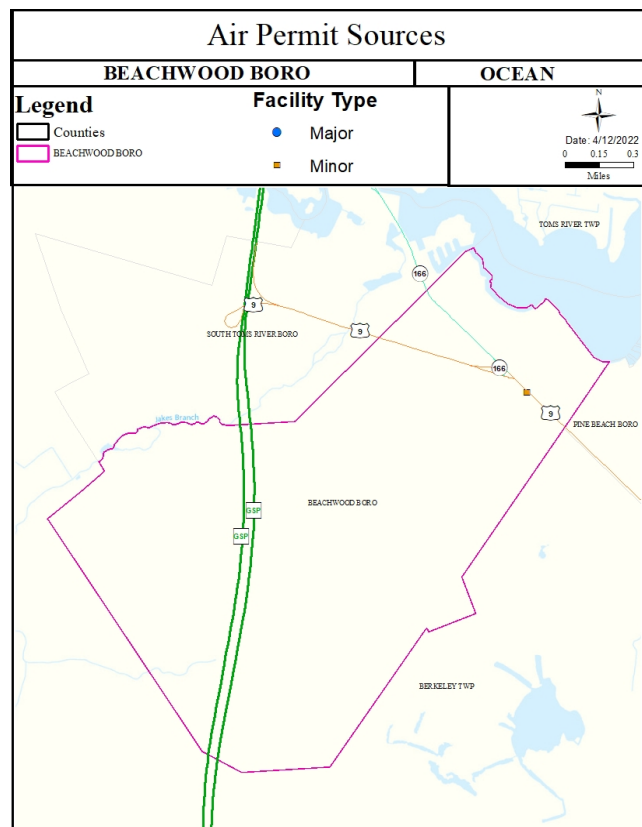 Air Permit Sources
BEACHWOOD BORO
OCEAN
Legend
Counties
BEACHWOOD BORO
Facility Type
Major
Minor
N
Date: 4/12/2022
0 0.15 0.3
Miles
TOMS RIVER TWP
166
9
9
SOUTH TOMS RIVER BORO
166
9
PINE BEACH BORO
Jakes Branch
BEACHWOOD BORO
GSP
GSP
BERKELEY TWP